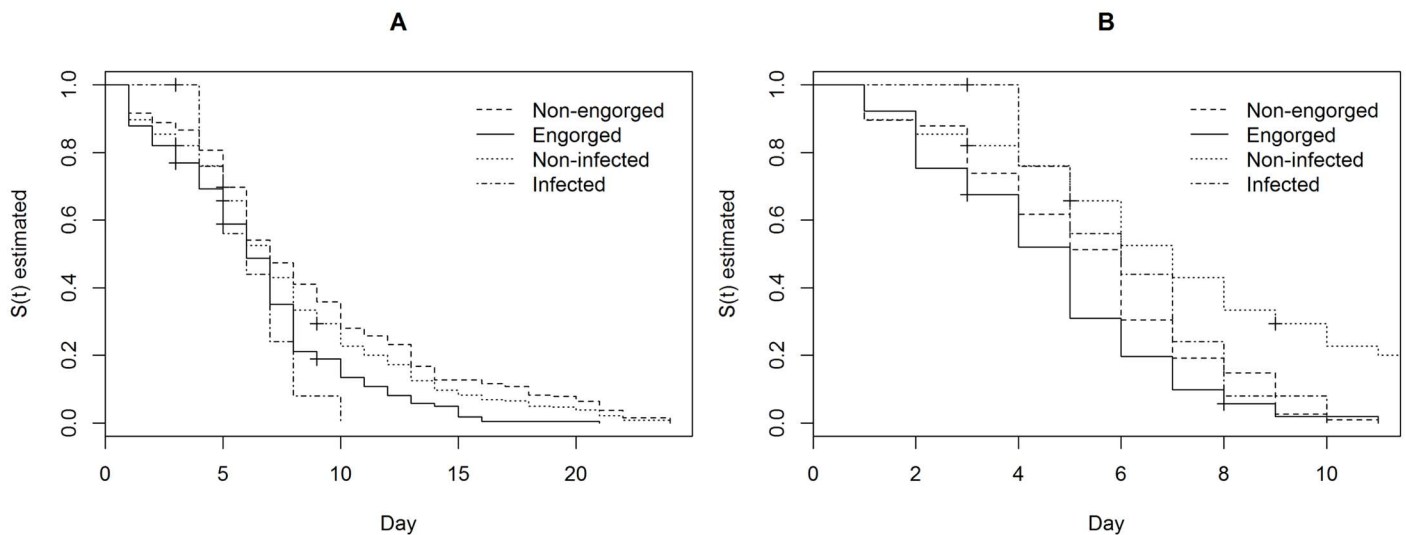 A
S(t) estimated
1.0
0.8
0.6
0.4
0.2
0.0
Non-engorged
Engorged
Non-infected
Infected
0 5 10 15 20
Day
B
S(t) estimated
1.0
0.8
0.6
0.4
0.2
0.0
Non-engorged
Engorged
Non-infected
Infected
0 2 4 6 8 10
Day